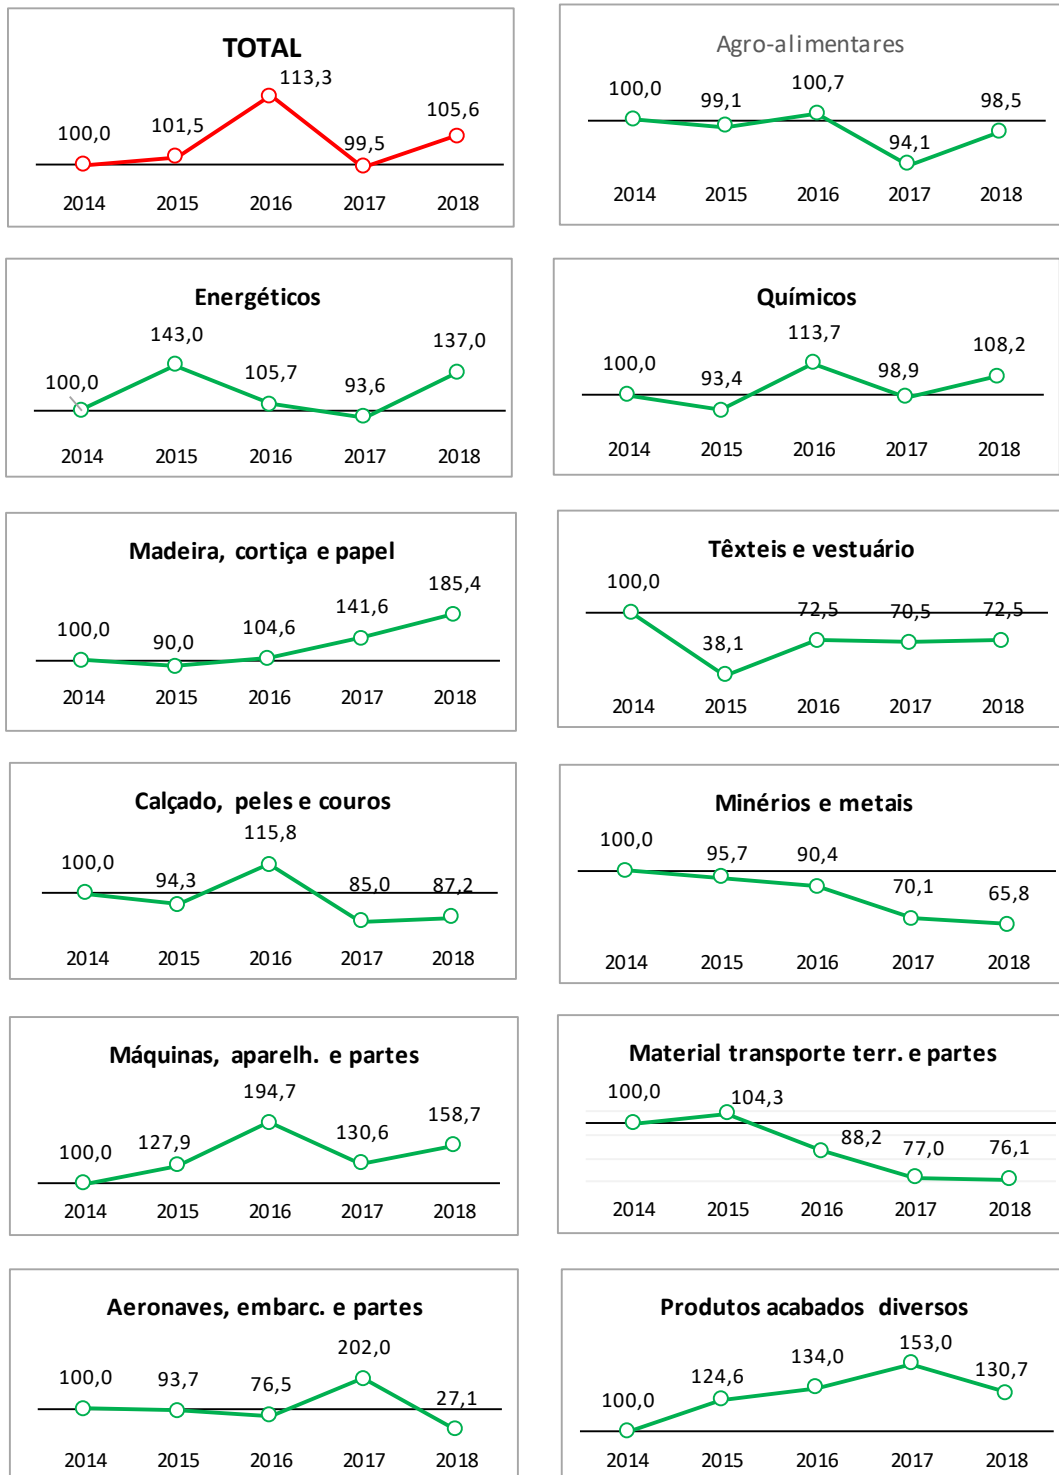 TOTAL
113,3
105,6
101,5
100,0
99,5
2014 2015 2016 2017 2018
Agro-alimentares
100,0 99,1 100,7 94,1 98,5
2014 2015 2016 2017 2018
Energéticos
143,0
137,0
105,7
100,0
93,6
2014 2015 2016 2017 2018
Químicos
113,7
108,2
100,0
93,4
98,9
2014 2015 2016 2017 2018
Madeira, cortiça e papel
185,4
141,6
100,0 90,0 104,6
2014 2015 2016 2017 2018
Têxteis e vestuário
100,0
72,5 70,5 72,5
38,1
2014 2015 2016 2017 2018
Calçado, peles e couros
115,8
100,0
94,3 85,0 87,2
2014 2015 2016 2017 2018
Minérios e metais
100,0 95,7 90,4
70,1 65,8
2014 2015 2016 2017 2018
Máquinas, aparelh. e partes
194,7
158,7
127,9 130,6
100,0
2014 2015 2016 2017 2018
Material transporte terr. e partes
100,0 104,3
88,2 77,0 76,1
2014 2015 2016 2017 2018
Aeronaves, embarc. e partes
202,0
100,0 93,7 76,5 27,1
2014 2015 2016 2017 2018
Produtos acabados diversos
153,0
134,0
124,6 130,7
100,0
2014 2015 2016 2017 2018